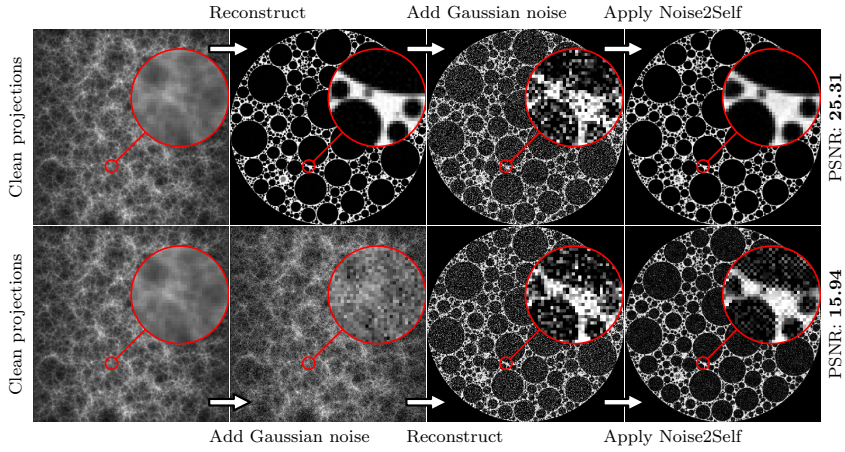 Reconstruct
Add Gaussian noise
Apply Noise2Self
Clean projections
PSNR: 25.31
Clean projections
PSNR: 15.94
Add Gaussian noise
Reconstruct
Apply Noise2Self